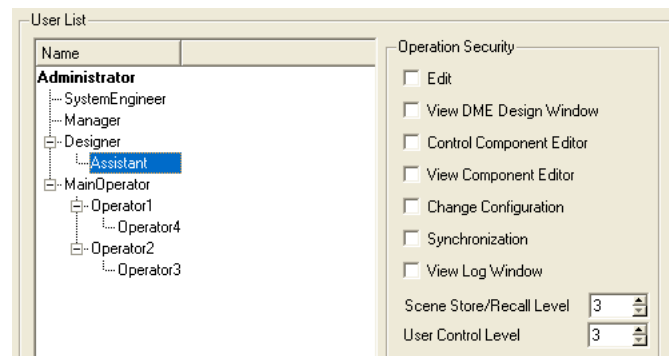 User List
Name
Administrator
SystemEngineer
Manager
Designer
Assistant
MainOperator
Operator1
Operator4
Operator2
Operator3
Operation Security
Edit
View DME Design Window
Control Component Editor
View Component Editor
Change Configuration
Synchronization
View Log Window
Scene Store/Recall Level 3
User Control Level 3